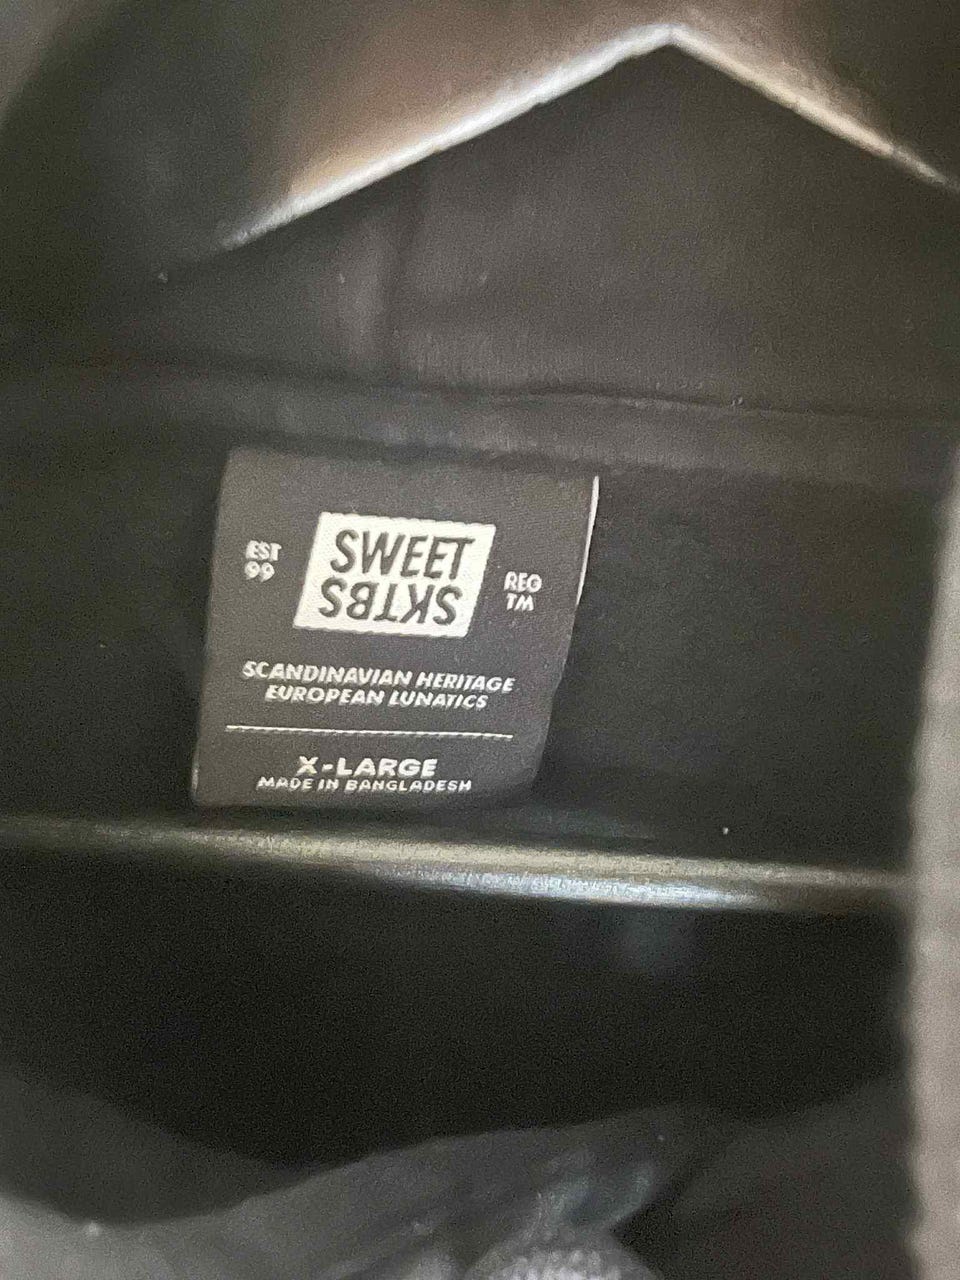 EST
99
SWEET
SKTBS
REG
TM
SCANDINAVIAN HERITAGE
EUROPEAN LUNATICS
X-LARGE
MADE IN BANGLADESH